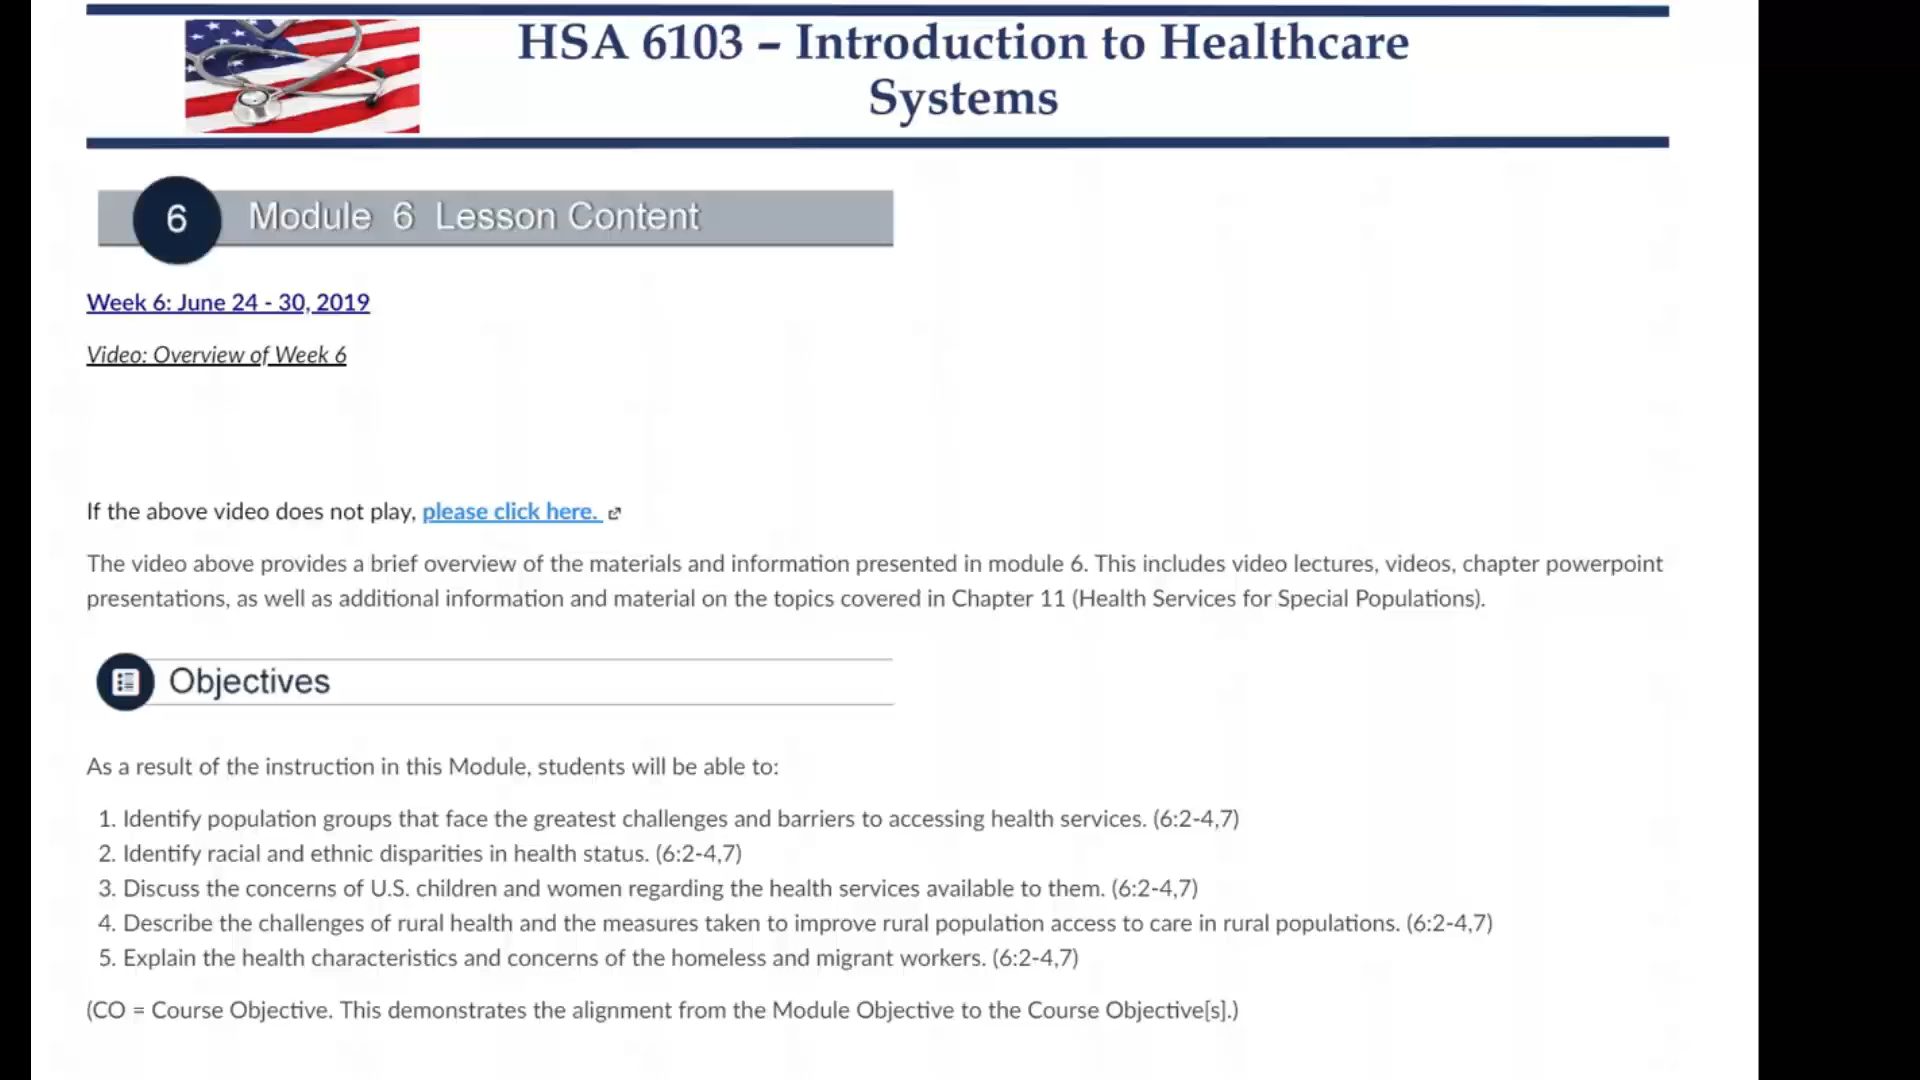 HSA 6103 – Introduction to Healthcare
Systems
6 Module 6 Lesson Content
Week 6: June 24 - 30, 2019
Video: Overview of Week 6
If the above video does not play, please click here.
The video above provides a brief overview of the materials and information presented in module 6. This includes video lectures, videos, chapter powerpoint
presentations, as well as additional information and material on the topics covered in Chapter 11 (Health Services for Special Populations).
Objectives
As a result of the instruction in this Module, students will be able to:
1. Identify population groups that face the greatest challenges and barriers to accessing health services. (6:2-4,7)
2. Identify racial and ethnic disparities in health status. (6:2-4,7)
3. Discuss the concerns of U.S. children and women regarding the health services available to them. (6:2-4,7)
4. Describe the challenges of rural health and the measures taken to improve rural population access to care in rural populations. (6:2-4,7)
5. Explain the health characteristics and concerns of the homeless and migrant workers. (6:2-4,7)
(CO = Course Objective. This demonstrates the alignment from the Module Objective to the Course Objective[s].)